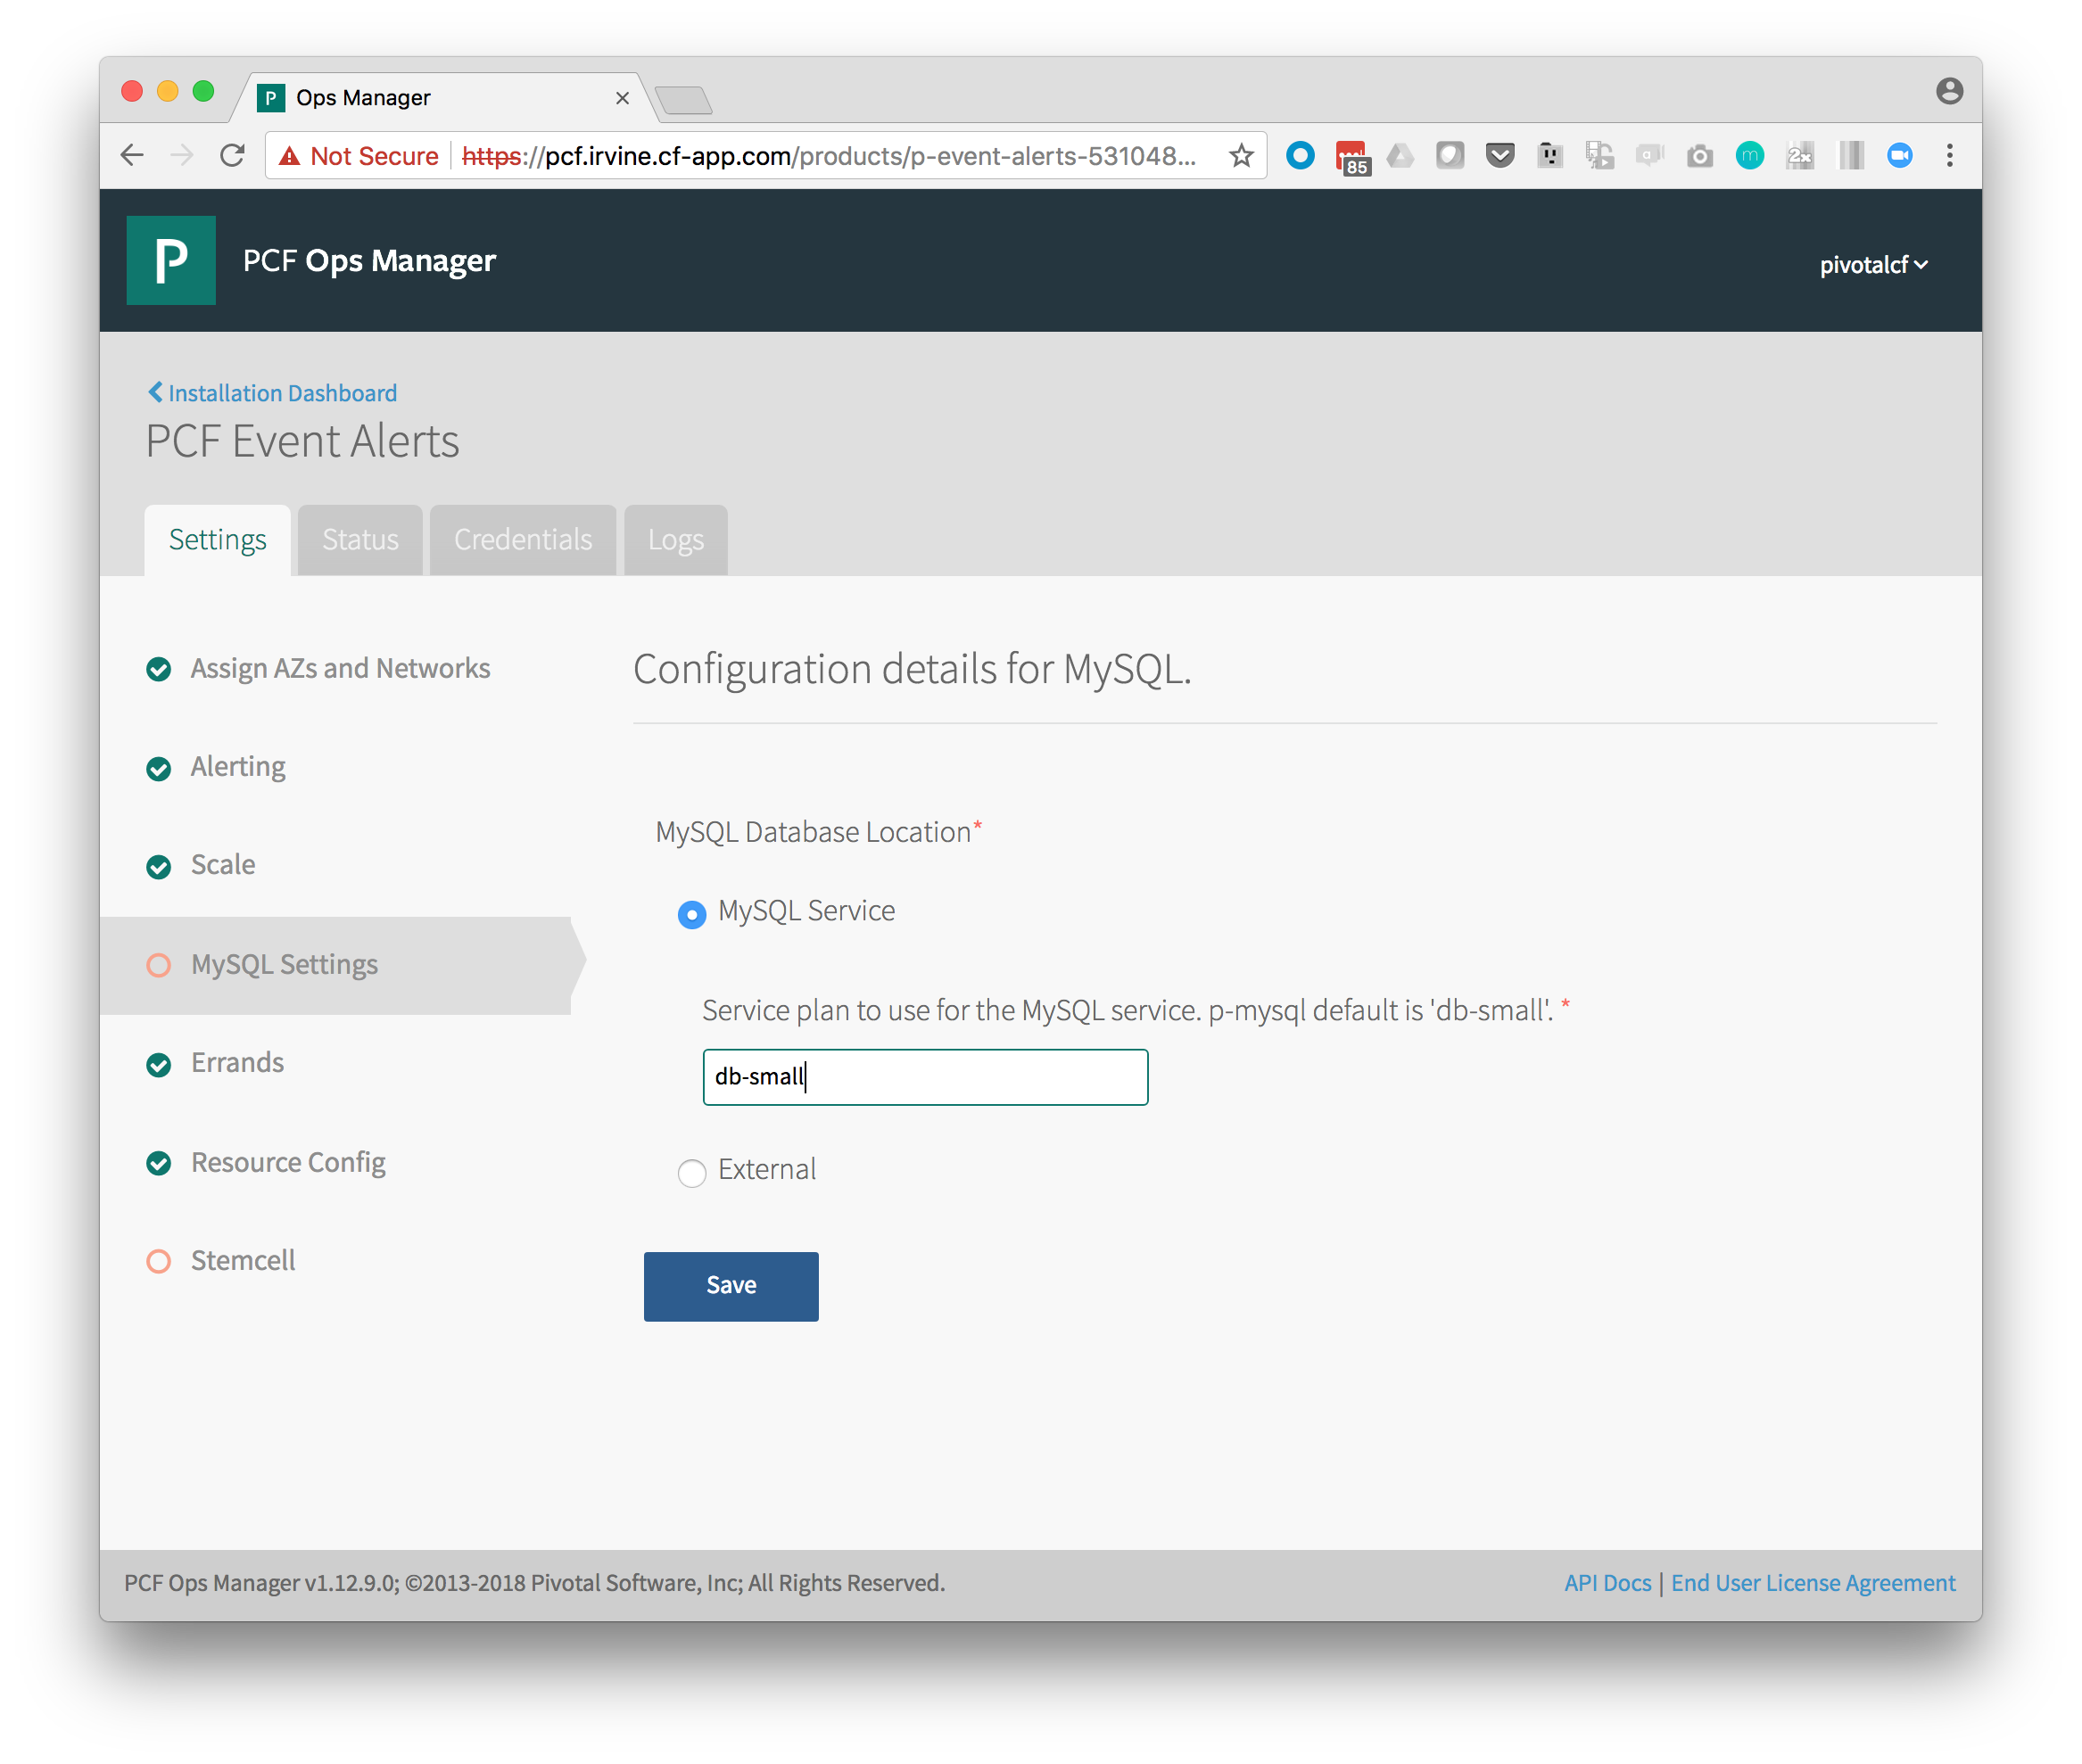 P Ops Manager
Not Secure https://pcf.irvine.cf-app.com/products/p-event-alerts-531048...
85
a
m
2x
P
PCF Ops Manager
pivotalcf
Installation Dashboard
PCF Event Alerts
Settings
Status
Credentials
Logs
Assign AZs and Networks
Alerting
Scale
MySQL Settings
Errands
Resource Config
Stemcell
Configuration details for MySQL.
MySQL Database Location*
MySQL Service
Service plan to use for the MySQL service. p-mysql default is 'db-small'. *
db-small
External
Save
PCF Ops Manager v1.12.9.0; ©2013-2018 Pivotal Software, Inc; All Rights Reserved.
API Docs | End User License Agreement